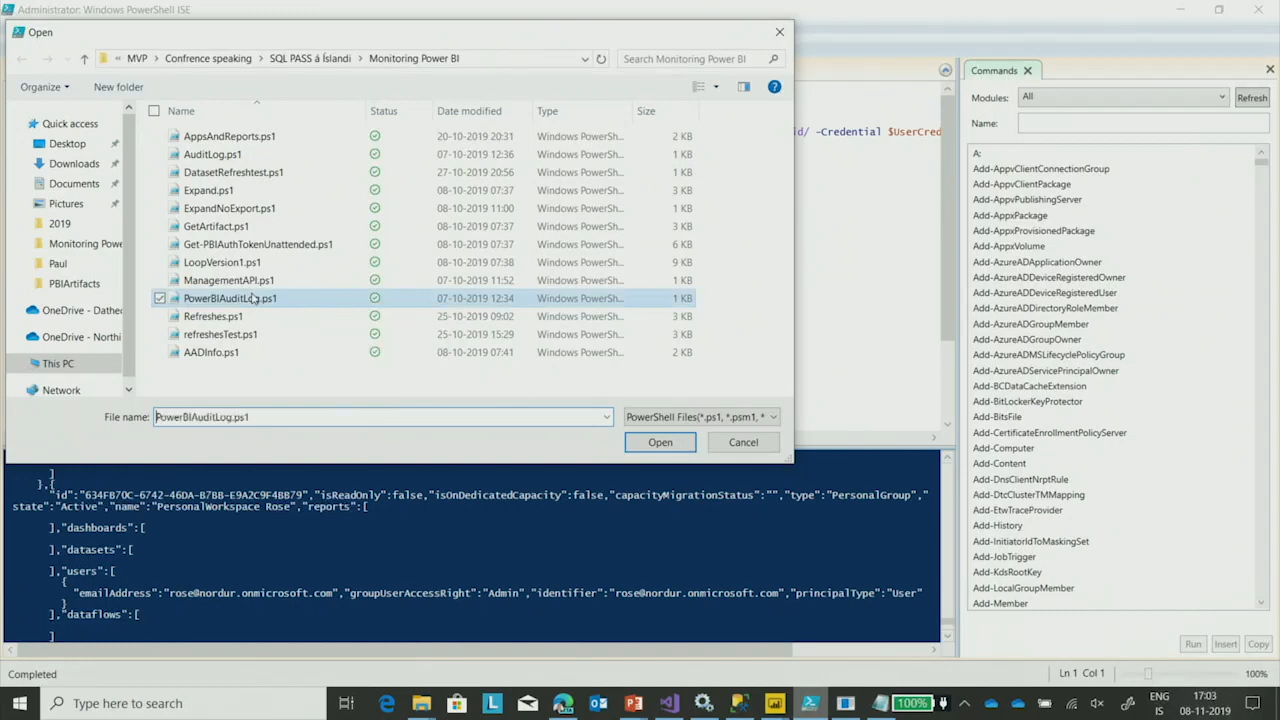 Administrator: Windows PowerShell ISE
Open
« MVP > Confrence speaking > SQL PASS á Íslandi > Monitoring Power BI
Search Monitoring Power BI
Organize
New folder
Name
Status
Date modified
Type
Size
Quick access
Desktop
Downloads
Documents
Pictures
2019
Monitoring Powe
Paul
PBIArtifacts
OneDrive - Dathec
OneDrive - Northi
This PC
Network
AppsAndReports.ps1 20-10-2019 20:31 Windows PowerSh... 2 KB
AuditLog.ps1 07-10-2019 12:36 Windows PowerSh... 1 KB
DatasetRefreshtest.ps1 27-10-2019 20:56 Windows PowerSh... 1 KB
Expand.ps1 08-10-2019 07:37 Windows PowerSh... 3 KB
ExpandNoExport.ps1 08-10-2019 11:00 Windows PowerSh... 2 KB
GetArtifact.ps1 08-10-2019 07:37 Windows PowerSh... 3 KB
Get-PBIAuthTokenUnattended.ps1 08-10-2019 07:37 Windows PowerSh... 6 KB
LoopVersion1.ps1 08-10-2019 07:38 Windows PowerSh... 9 KB
ManagementAPI.ps1 07-10-2019 11:52 Windows PowerSh... 1 KB
PowerBIAuditLog.ps1 07-10-2019 12:34 Windows PowerSh... 1 KB
Refreshes.ps1 25-10-2019 09:02 Windows PowerSh... 3 KB
refreshesTest.ps1 25-10-2019 15:29 Windows PowerSh... 3 KB
AADInfo.ps1 08-10-2019 07:41 Windows PowerSh... 2 KB
File name: PowerBIAuditLog.ps1
PowerShell Files(*.ps1, *.psm1, *
Open
Cancel
id/ -Credential $UserCred
]
},{
"id":"634FB70C-6742-46DA-B7BB-E9A2C9F4BB79","isReadOnly":false,"isOnDedicatedCapacity":false,"capacityMigrationStatus":"","type":"PersonalGroup","
state":"Active","name":"PersonalWorkspace Rose","reports":[
],"dashboards":[
],"datasets":[
],"users":[
{
"emailAddress":"rose@nordur.onmicrosoft.com","groupUserAccessRight":"Admin","identifier":"rose@nordur.onmicrosoft.com","principalType":"User"
}
],"dataflows":[
]
Commands X
Modules: All
Refresh
Name:
A:
Add-AppvClientConnectionGroup
Add-AppvClientPackage
Add-AppvPublishingServer
Add-AppxPackage
Add-AppxProvisionedPackage
Add-AppxVolume
Add-AzureADApplicationOwner
Add-AzureADDeviceRegisteredOwner
Add-AzureADDeviceRegisteredUser
Add-AzureADDirectoryRoleMember
Add-AzureADGroupMember
Add-AzureADGroupOwner
Add-AzureADMSLifecyclePolicyGroup
Add-AzureADServicePrincipalOwner
Add-BCDataCacheExtension
Add-BitLockerKeyProtector
Add-BitsFile
Add-CertificateEnrollmentPolicyServer
Add-Computer
Add-Content
Add-DnsClientNrptRule
Add-DtcClusterTMMapping
Add-EtwTraceProvider
Add-History
Add-InitiatorIdToMaskingSet
Add-JobTrigger
Add-KdsRootKey
Add-LocalGroupMember
Add-Member
Run
Insert
Copy
Completed
Ln 1 Col 1
100%
Type here to search
100%
ENG
IS
17:03
08-11-2019